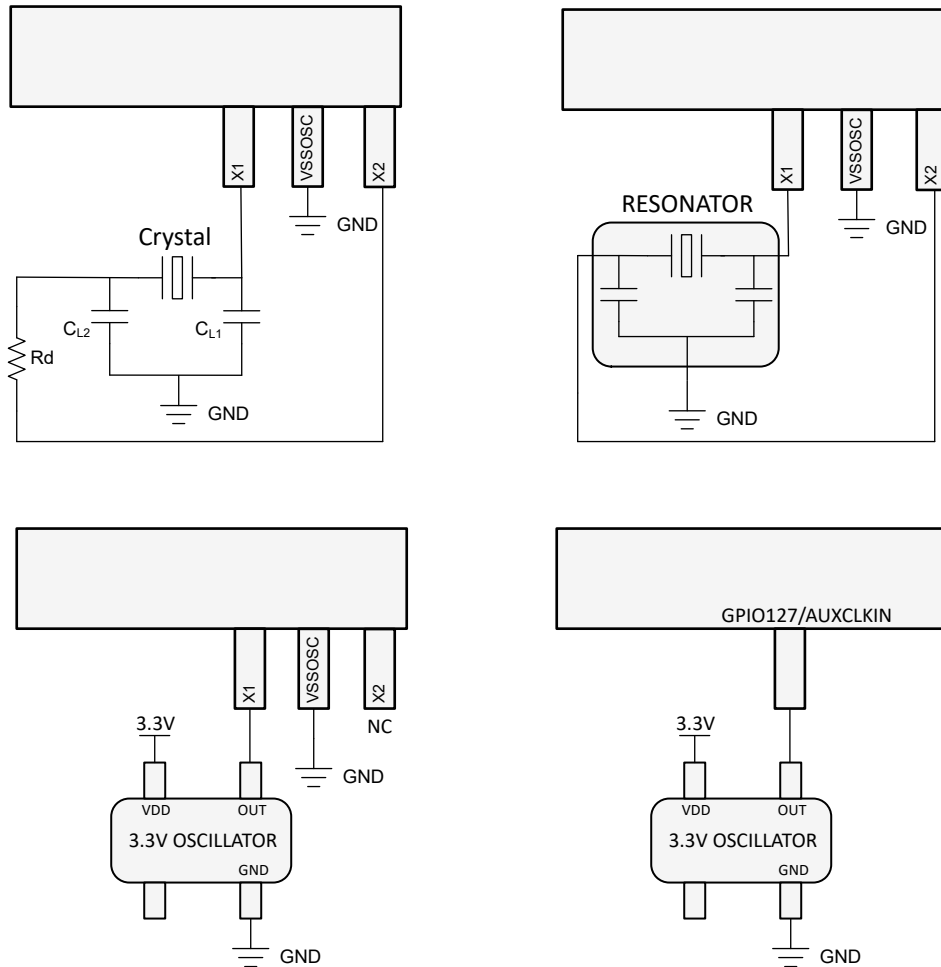 X1
VSSOSC
X2
GND
Crystal
CL2
CL1
Rd
GND
X1
VSSOSC
X2
GND
RESONATOR
GND
X1
VSSOSC
X2
NC
3.3V
GND
VDD
OUT
3.3V OSCILLATOR
GND
GND
GPIO127/AUXCLKIN
3.3V
VDD
OUT
3.3V OSCILLATOR
GND
GND